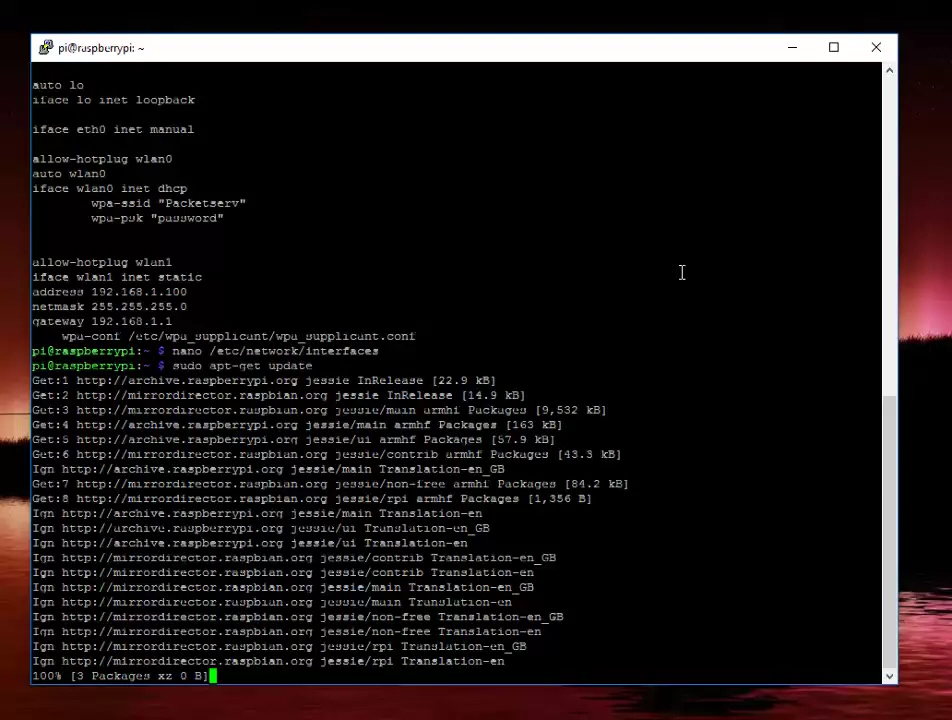 pi@raspberrypi: ~
auto lo
iface lo inet loopback
iface eth0 inet manual
allow-hotplug wlan0
auto wlan0
iface wlan0 inet dhcp
wpa-ssid "Packetserv"
wpa-psk "password"
allow-hotplug wlan1
iface wlan1 inet static
address 192.168.1.100
netmask 255.255.255.0
gateway 192.168.1.1
wpa-conf /etc/wpa_supplicant/wpa_supplicant.conf
pi@raspberrypi:~ $ nano /etc/network/interfaces
pi@raspberrypi:~ $ sudo apt-get update
Get:1 http://archive.raspberrypi.org jessie InRelease [22.9 kB]
Get:2 http://mirrordirector.raspbian.org jessie InRelease [14.9 kB]
Get:3 http://mirrordirector.raspbian.org jessie/main armhf Packages [9,532 kB]
Get:4 http://archive.raspberrypi.org jessie/main armhf Packages [163 kB]
Get:5 http://archive.raspberrypi.org jessie/ui armhf Packages [57.9 kB]
Get:6 http://mirrordirector.raspbian.org jessie/contrib armhf Packages [43.3 kB]
Ign http://archive.raspberrypi.org jessie/main Translation-en_GB
Get:7 http://mirrordirector.raspbian.org jessie/non-free armhf Packages [84.2 kB]
Get:8 http://mirrordirector.raspbian.org jessie/rpi armhf Packages [1,356 B]
Ign http://archive.raspberrypi.org jessie/main Translation-en
Ign http://archive.raspberrypi.org jessie/ui Translation-en_GB
Ign http://archive.raspberrypi.org jessie/ui Translation-en
Ign http://mirrordirector.raspbian.org jessie/contrib Translation-en_GB
Ign http://mirrordirector.raspbian.org jessie/contrib Translation-en
Ign http://mirrordirector.raspbian.org jessie/main Translation-en_GB
Ign http://mirrordirector.raspbian.org jessie/main Translation-en
Ign http://mirrordirector.raspbian.org jessie/non-free Translation-en_GB
Ign http://mirrordirector.raspbian.org jessie/non-free Translation-en
Ign http://mirrordirector.raspbian.org jessie/rpi Translation-en_GB
Ign http://mirrordirector.raspbian.org jessie/rpi Translation-en
100% [3 Packages xz 0 B]